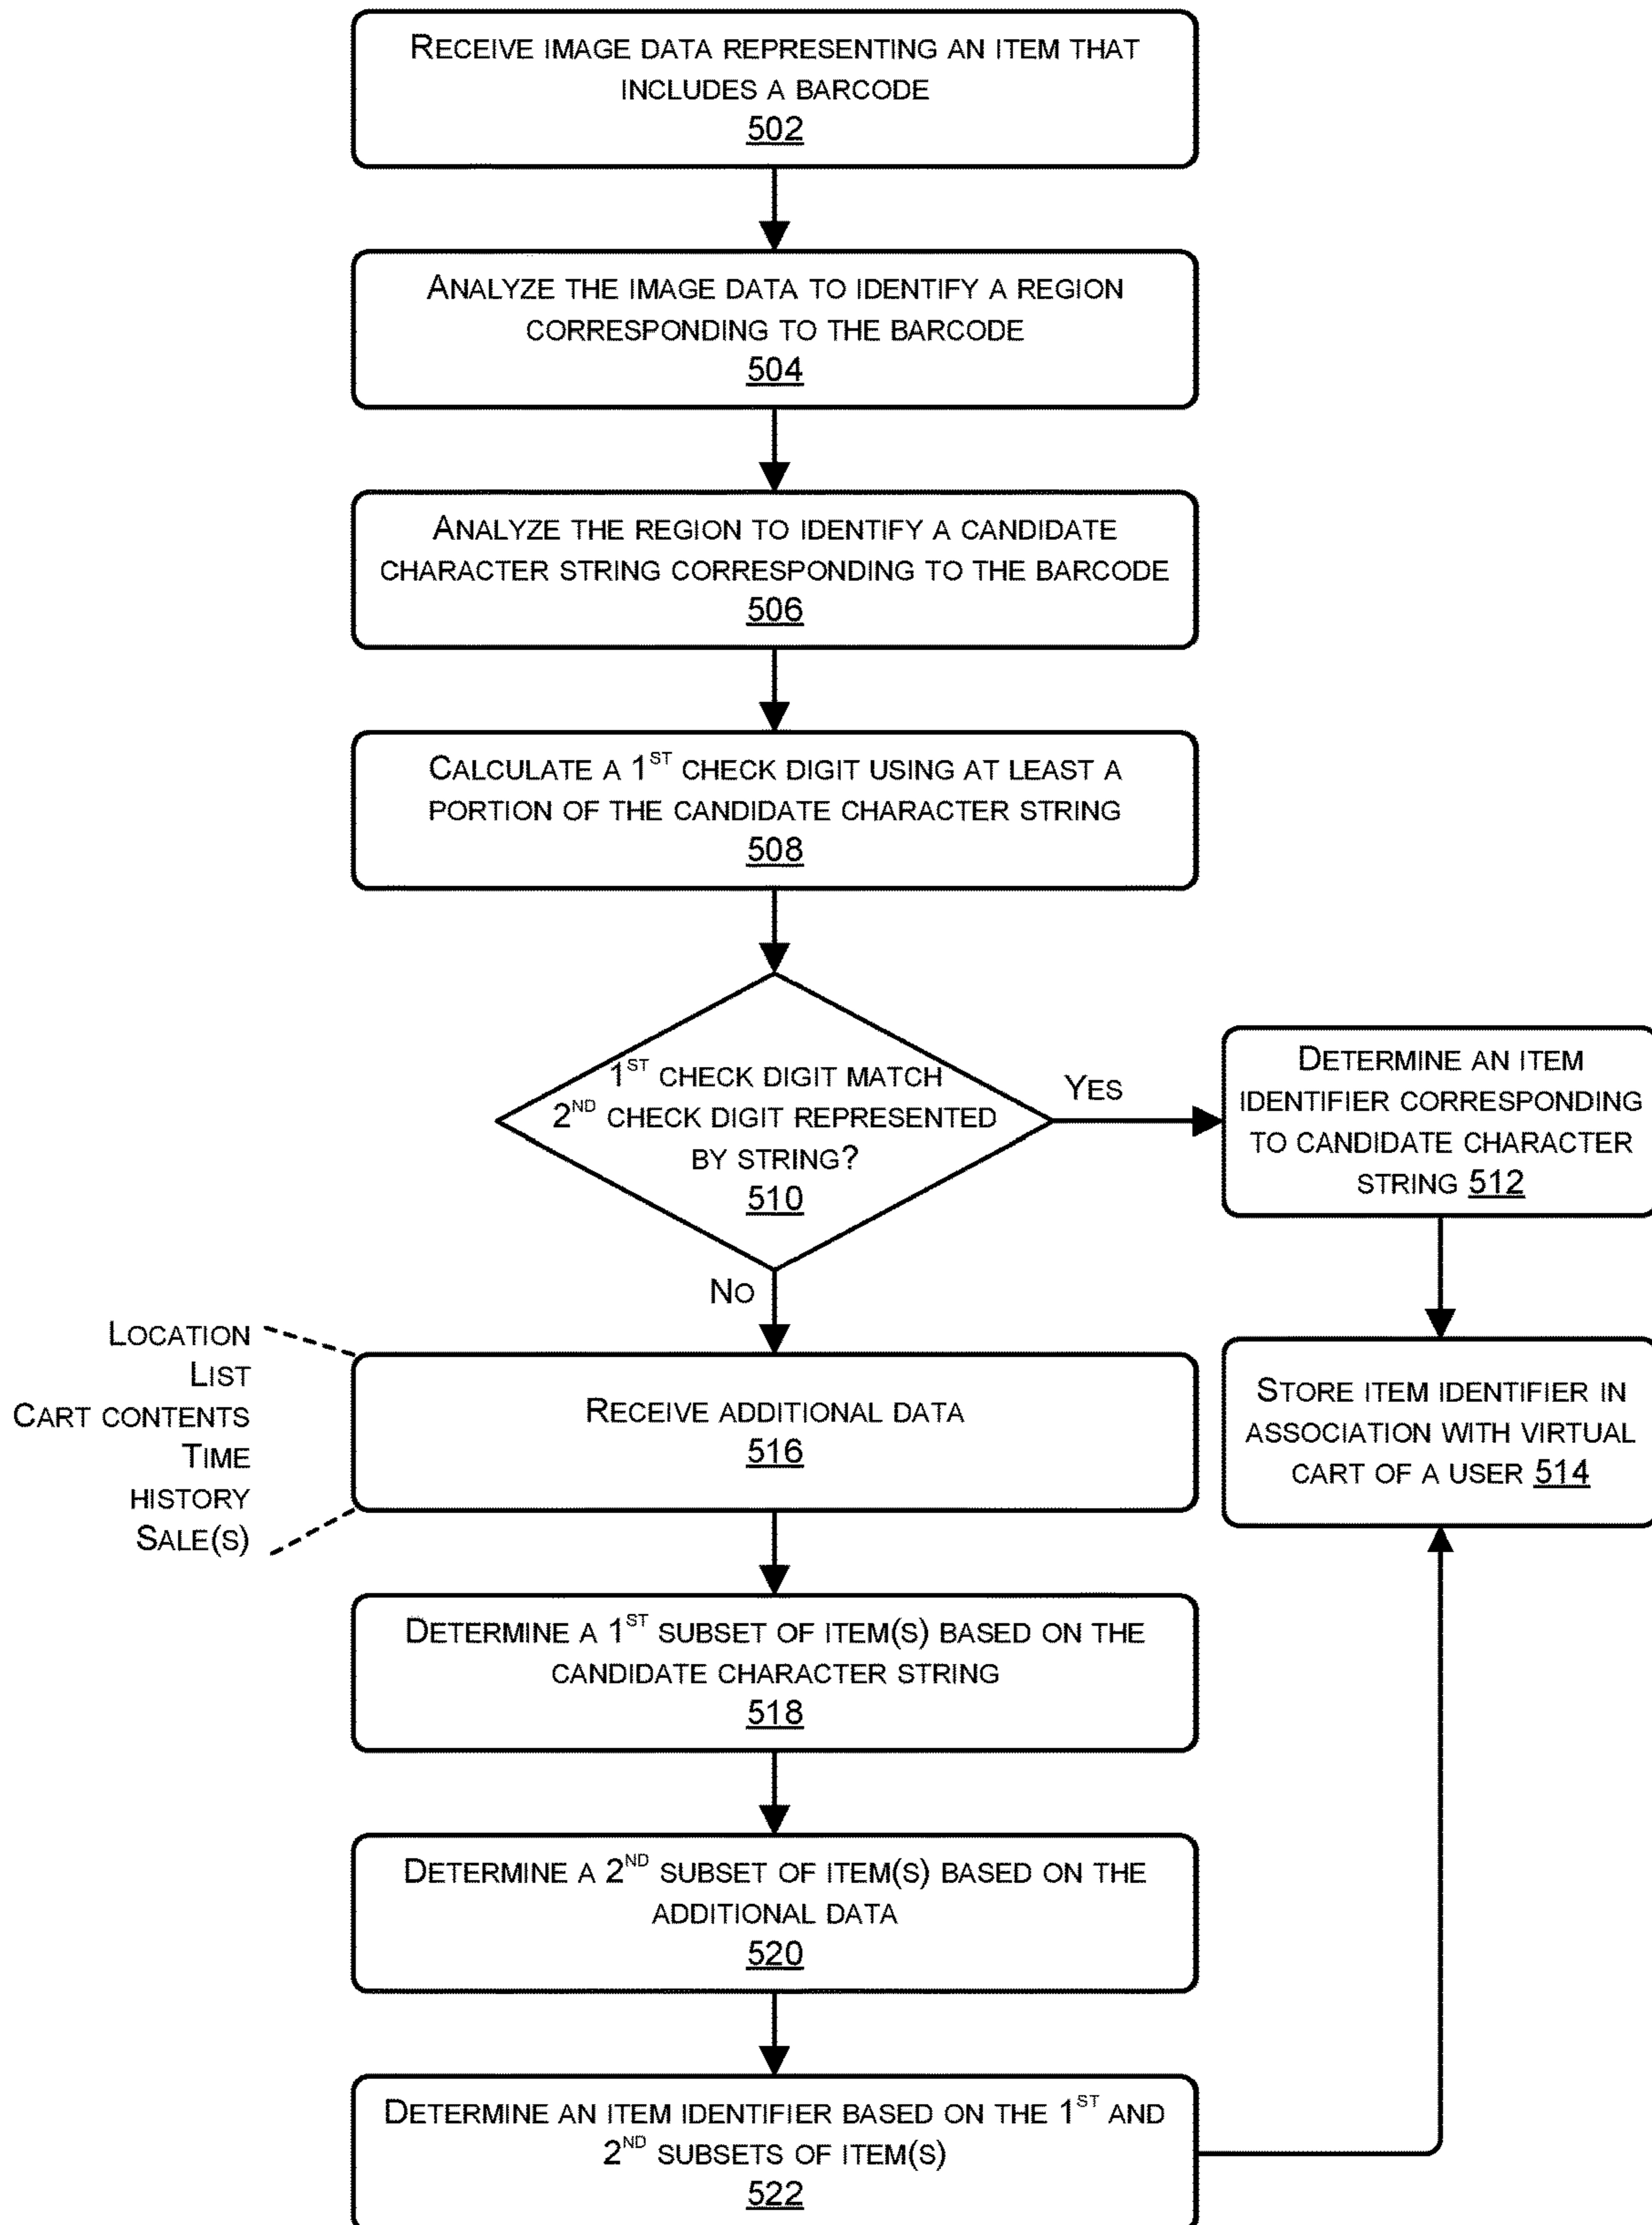 RECEIVE IMAGE DATA REPRESENTING AN ITEM THAT
INCLUDES A BARCODE
502
ANALYZE THE IMAGE DATA TO IDENTIFY A REGION
CORRESPONDING TO THE BARCODE
504
ANALYZE THE REGION TO IDENTIFY A CANDIDATE
CHARACTER STRING CORRESPONDING TO THE BARCODE
506
CALCULATE A 1ST CHECK DIGIT USING AT LEAST A
PORTION OF THE CANDIDATE CHARACTER STRING
508
1ST CHECK DIGIT MATCH
2ND CHECK DIGIT REPRESENTED
BY STRING?
510
YES
DETERMINE AN ITEM
IDENTIFIER CORRESPONDING
TO CANDIDATE CHARACTER
STRING 512
STORE ITEM IDENTIFIER IN
ASSOCIATION WITH VIRTUAL
CART OF A USER 514
NO
LOCATION
LIST
CART CONTENTS
TIME
HISTORY
SALE(S)
RECEIVE ADDITIONAL DATA
516
DETERMINE A 1ST SUBSET OF ITEM(S) BASED ON THE
CANDIDATE CHARACTER STRING
518
DETERMINE A 2ND SUBSET OF ITEM(S) BASED ON THE
ADDITIONAL DATA
520
DETERMINE AN ITEM IDENTIFIER BASED ON THE 1ST AND
2ND SUBSETS OF ITEM(S)
522